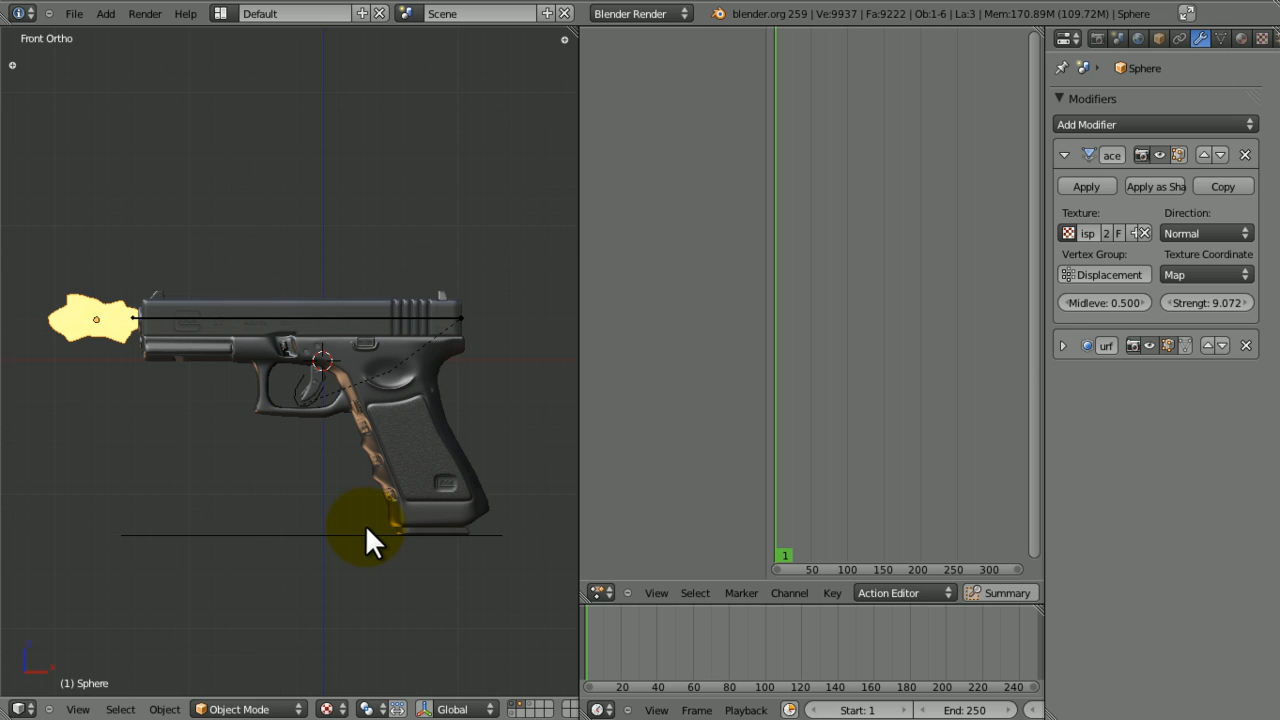 File Add Render Help Default Scene Blender Render blender.org 259 | Ve:9937 | Fa:9222 | Ob:1-6 | La:3 | Mem:170.89M (109.72M) | Sphere
Front Ortho
Sphere
Modifiers
Add Modifier
ace
Apply Apply as Sha Copy
Texture: Direction:
isp 2 F Normal
Vertex Group: Texture Coordinate
Displacement Map
Midleve: 0.500 Strengt: 9.072
urf
1
50 100 150 200 250 300
View Select Marker Channel Key Action Editor Summary
(1) Sphere
20 40 60 80 100 120 140 160 180 200 220 240
View Select Object Object Mode Global
View Frame Playback Start: 1 End: 250